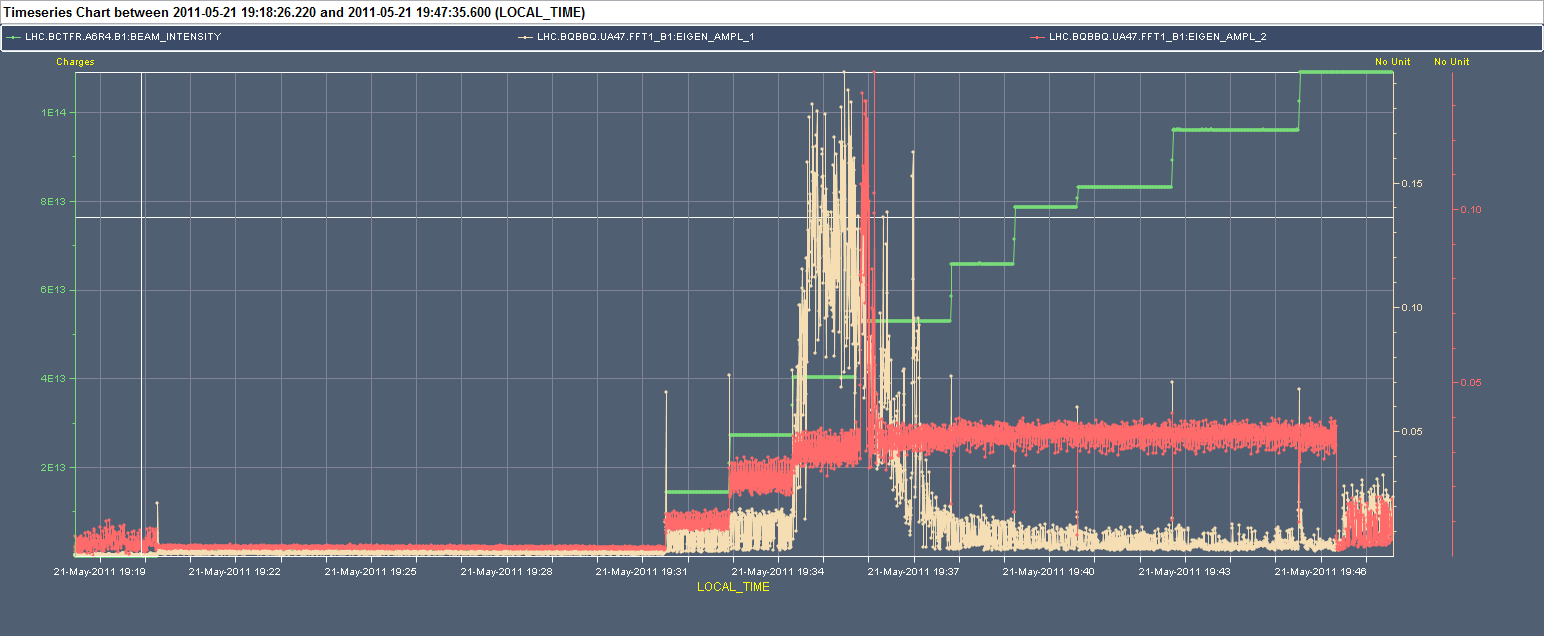 Timeseries Chart between 2011-05-21 19:18:26.220 and 2011-05-21 19:47:35.600 (LOCAL_TIME)
LHC.BCTFR.A6R4.B1:BEAM_INTENSITY LHC.BQBBQ.UA47.FFT1_B1:EIGEN_AMPL_1 LHC.BQBBQ.UA47.FFT1_B1:EIGEN_AMPL_2
Charges No Unit No Unit
1E14
0.15
8E13 0.10
6E13 0.10
4E13 0.05
0.05
2E13
21-May-2011 19:19 21-May-2011 19:22 21-May-2011 19:25 21-May-2011 19:28 21-May-2011 19:31 21-May-2011 19:34 21-May-2011 19:37 21-May-2011 19:40 21-May-2011 19:43 21-May-2011 19:46
LOCAL_TIME